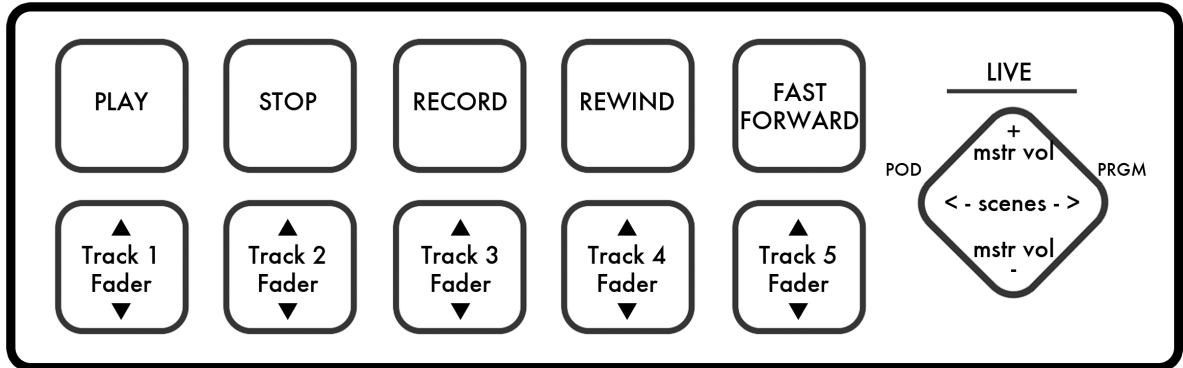 PLAY
STOP
RECORD
REWIND
FAST
FORWARD
LIVE
POD
PRGM
+
mstr vol
< - scenes - >
mstr vol
-
▲
Track 1
Fader
▼
▲
Track 2
Fader
▼
▲
Track 3
Fader
▼
▲
Track 4
Fader
▼
▲
Track 5
Fader
▼